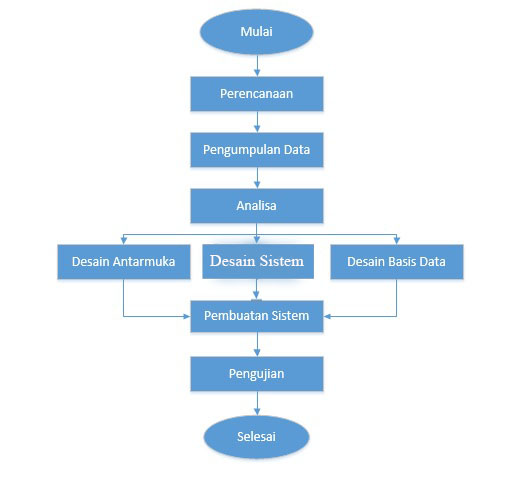 Mulai
Perencanaan
Pengumpulan Data
Analisa
Desain Antarmuka
Desain Sistem
Desain Basis Data
Pembuatan Sistem
Pengujian
Selesai